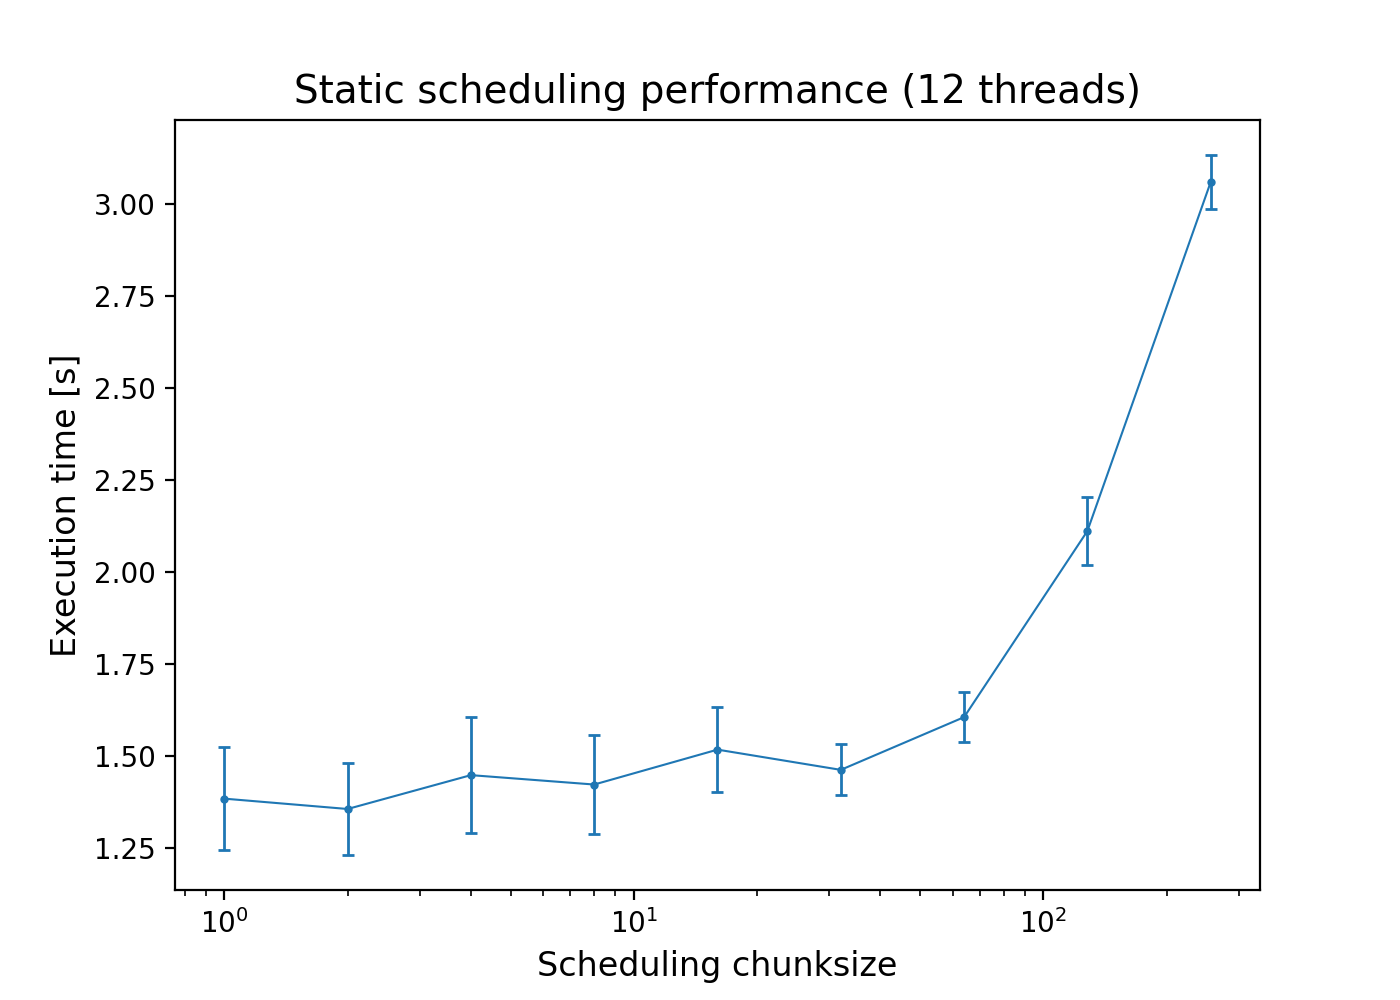 Static scheduling performance (12 threads)
Execution time [s]
3.00
2.75
2.50
2.25
2.00
1.75
1.50
1.25
10⁰ 10¹ 10²
Scheduling chunksize